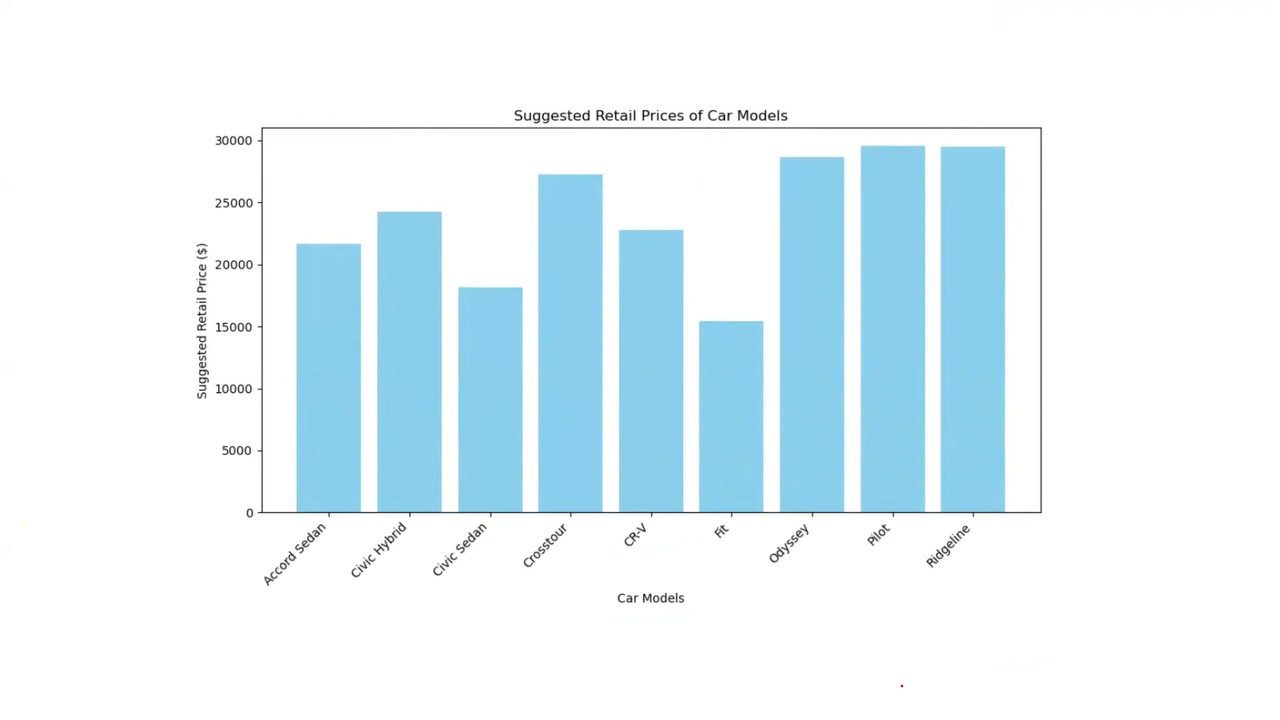 Suggested Retail Prices of Car Models
Suggested Retail Price ($)
30000
25000
20000
15000
10000
5000
0
Accord Sedan
Civic Hybrid
Civic Sedan
Crosstour
CR-V
Fit
Odyssey
Pilot
Ridgeline
Car Models